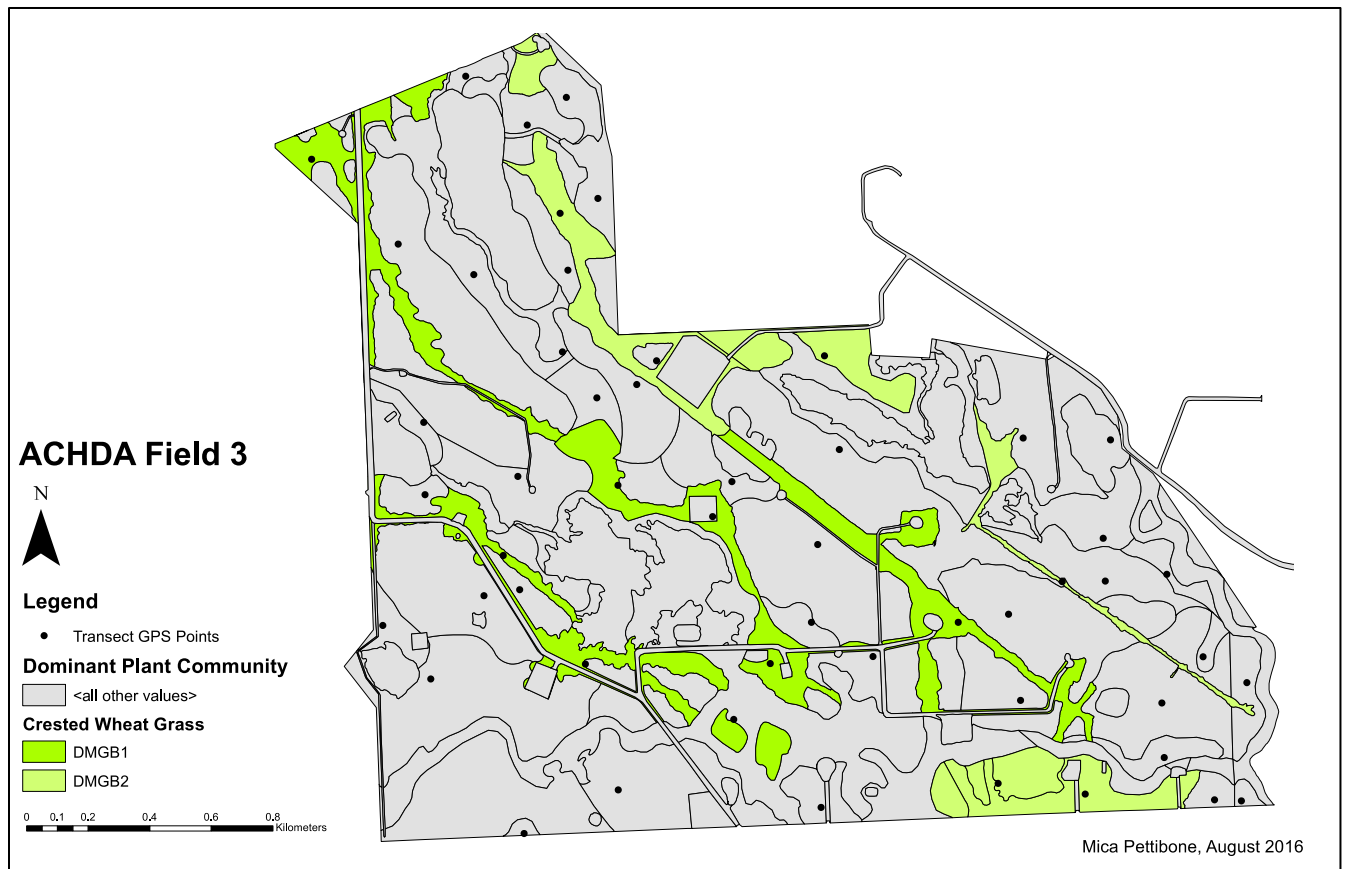 ACHDA Field 3
N
Legend
Transect GPS Points
Dominant Plant Community
<all other values>
Crested Wheat Grass
DMGB1
DMGB2
0 0.1 0.2 0.4 0.6 0.8
Kilometers
Mica Pettibone, August 2016